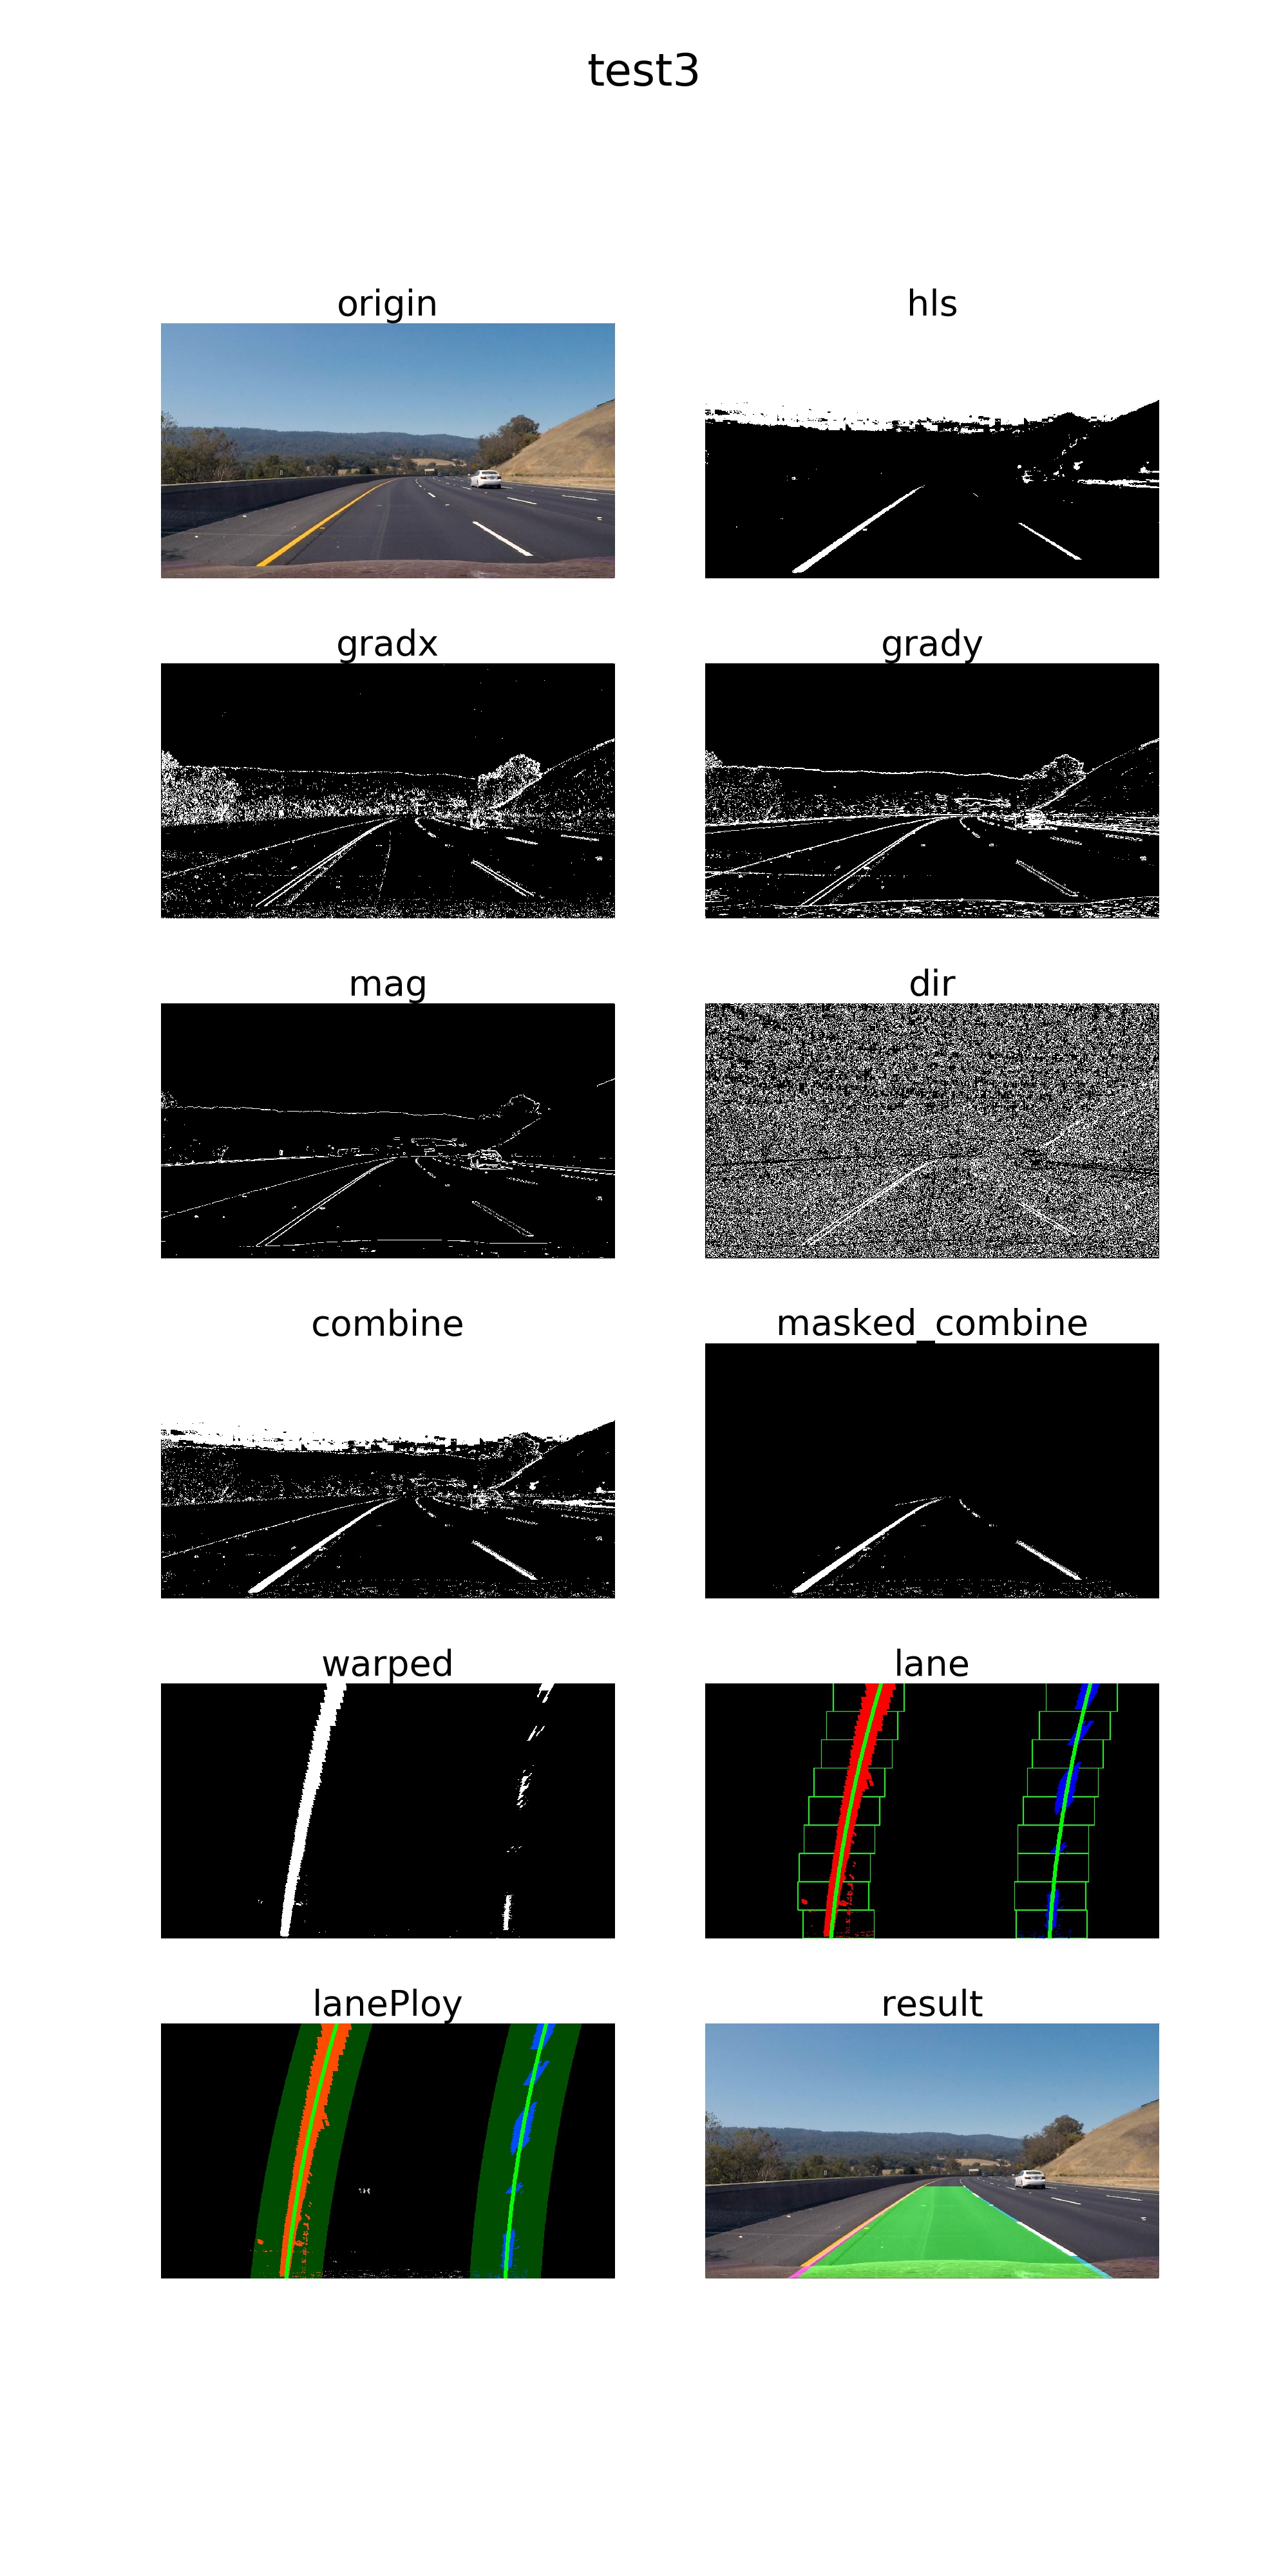 test3
origin
hls
gradx
grady
mag
dir
combine
masked_combine
warped
lane
lanePloy
result